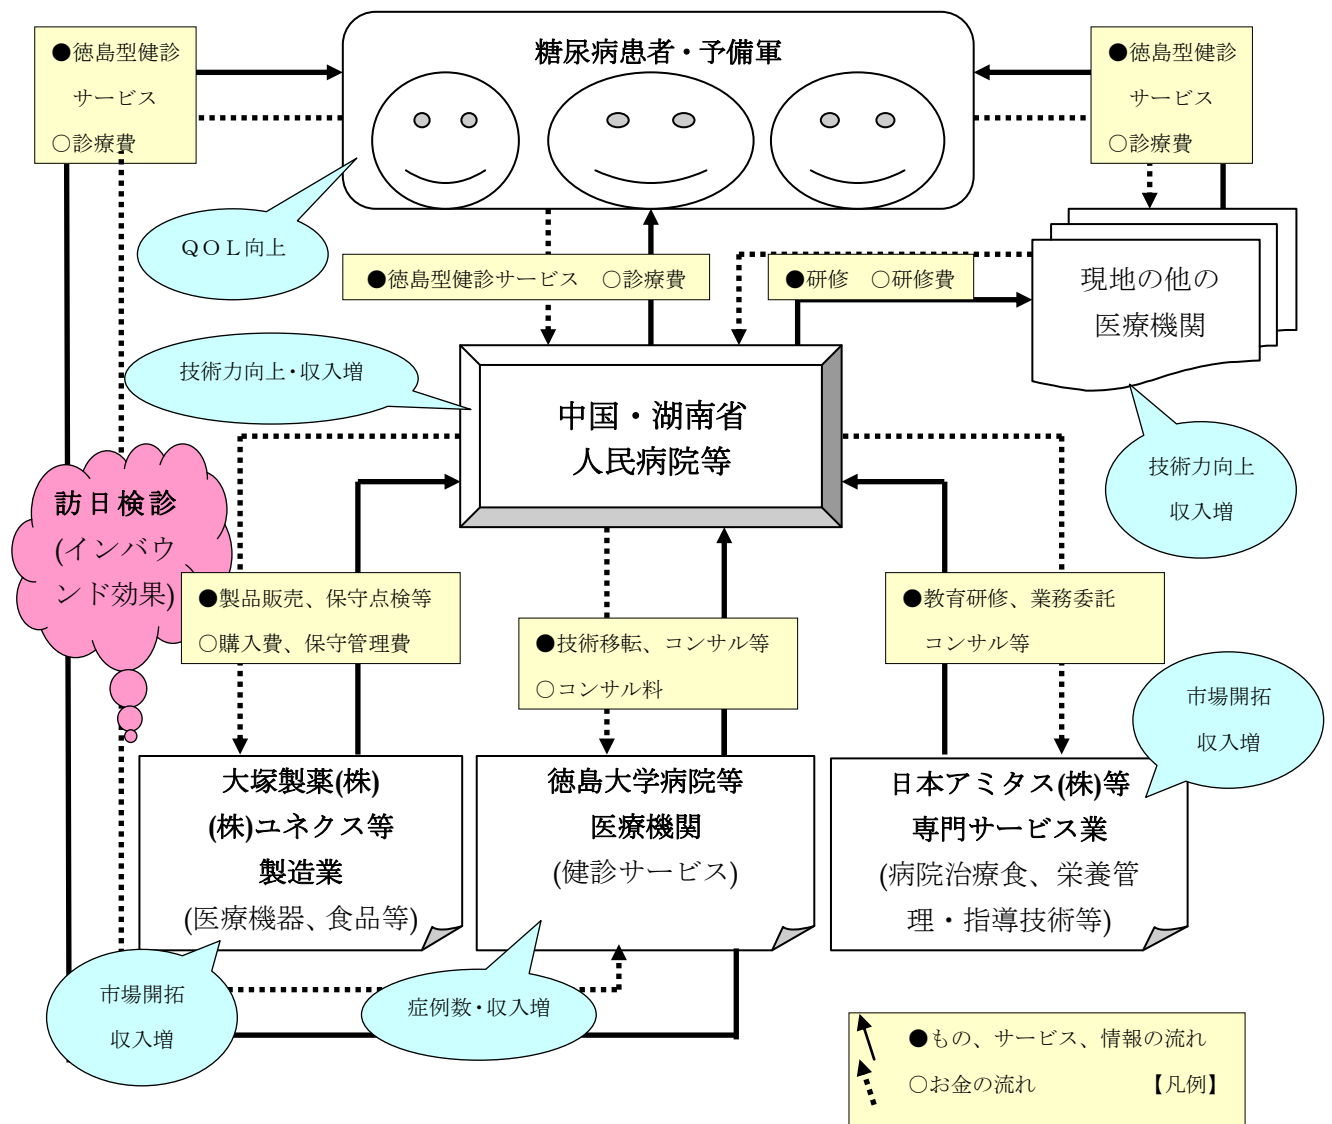 ●徳島型健診
サービス
○診療費
糖尿病患者・予備軍
●徳島型健診
サービス
○診療費
QOL向上
●徳島型健診サービス ○診療費
●研修 ○研修費
現地の他の
医療機関
技術力向上・収入増
中国・湖南省
人民病院等
技術力向上
収入増
訪日検診
(インバウ
ンド効果)
●製品販売、保守点検等
○購入費、保守管理費
●技術移転、コンサル等
○コンサル料
●教育研修、業務委託
コンサル等
市場開拓
収入増
大塚製薬(株)
(株)ユネクス等
製造業
(医療機器、食品等)
徳島大学病院等
医療機関
(健診サービス)
日本アミタス(株)等
専門サービス業
(病院治療食、栄養管
理・指導技術等)
市場開拓
収入増
症例数・収入増
●もの、サービス、情報の流れ
○お金の流れ 【凡例】